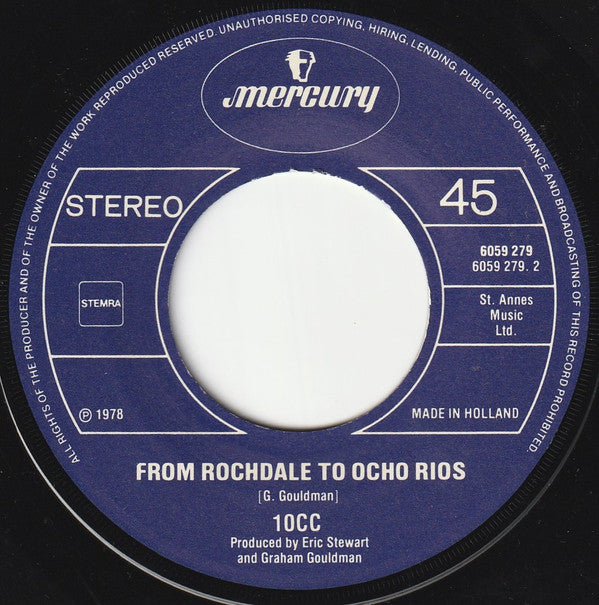 ALL RIGHTS OF THE PRODUCER AND OF THE OWNER OF THE WORK REPRODUCED RESERVED. UNAUTHORISED COPYING, HIRING, LENDING, PUBLIC PERFORMANCE AND BROADCASTING OF THIS RECORD PROHIBITED.
mercury
STEREO
45
6059 279
6059 279. 2
STEMRA
St. Annes
Music
Ltd.
℗ 1978
MADE IN HOLLAND
FROM ROCHDALE TO OCHO RIOS
[G. Gouldman]
10CC
Produced by Eric Stewart
and Graham Gouldman